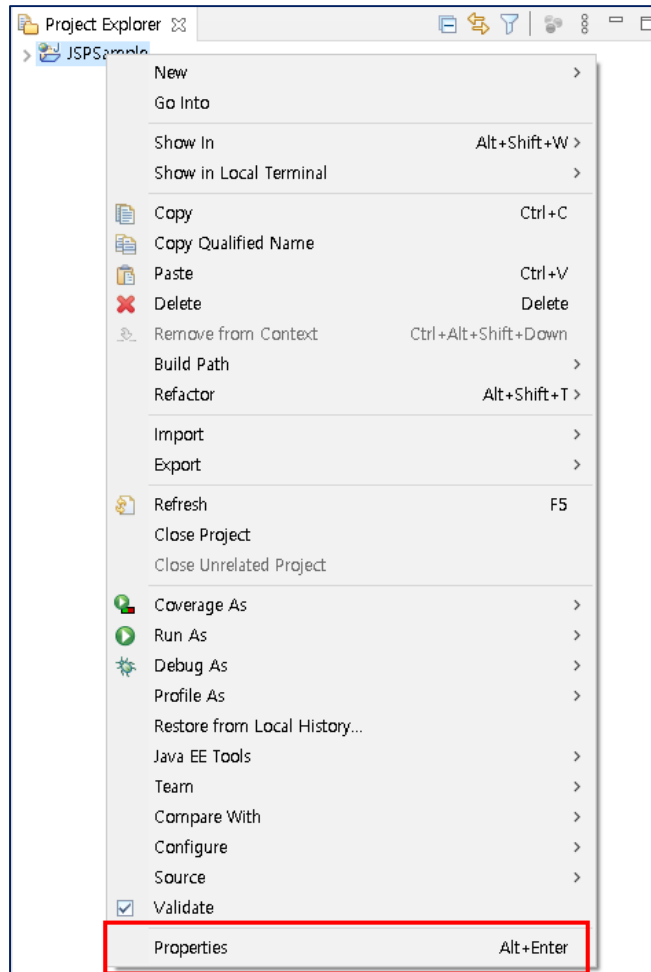 Project Explorer
JSPSample
New
Go Into
Show In Alt+Shift+W
Show in Local Terminal
Copy Ctrl+C
Copy Qualified Name
Paste Ctrl+V
Delete Delete
Remove from Context Ctrl+Alt+Shift+Down
Build Path
Refactor Alt+Shift+T
Import
Export
Refresh F5
Close Project
Close Unrelated Project
Coverage As
Run As
Debug As
Profile As
Restore from Local History...
Java EE Tools
Team
Compare With
Configure
Source
Validate
Properties Alt+Enter